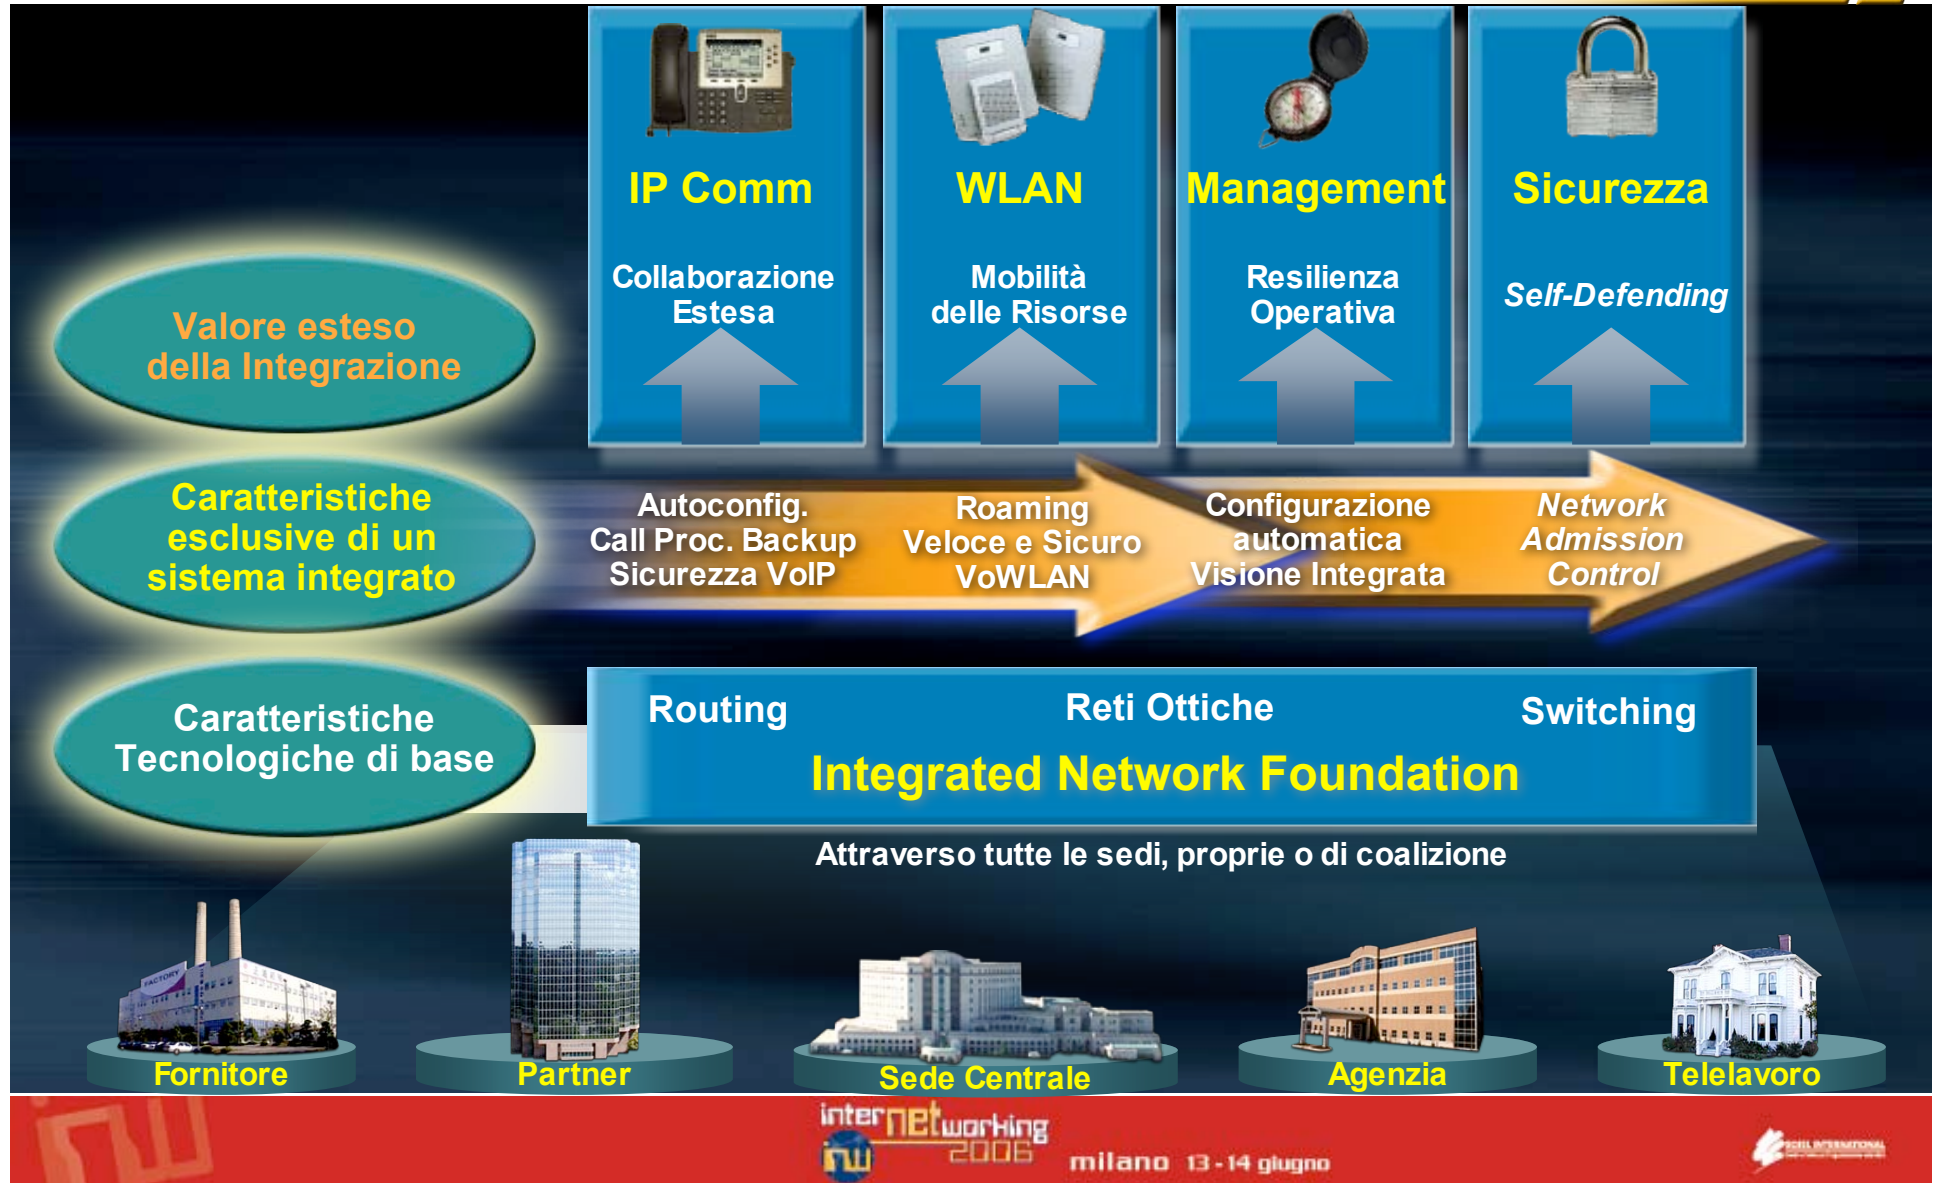 IP Comm
WLAN
Management
Sicurezza
Collaborazione
Estesa
Mobilità
delle Risorse
Resilienza
Operativa
Self-Defending
Valore esteso
della Integrazione
Caratteristiche
esclusive di un
sistema integrato
Autoconfig.
Call Proc. Backup
Sicurezza VoIP
Roaming
Veloce e Sicuro
VoWLAN
Configurazione
automatica
Visione Integrata
Network
Admission
Control
Caratteristiche
Tecnologiche di base
Routing
Reti Ottiche
Switching
Integrated Network Foundation
Attraverso tutte le sedi, proprie o di coalizione
FACTORY
Fornitore
Partner
Sede Centrale
Agenzia
Telelavoro
internetworking
2006
milano 13-14 giugno